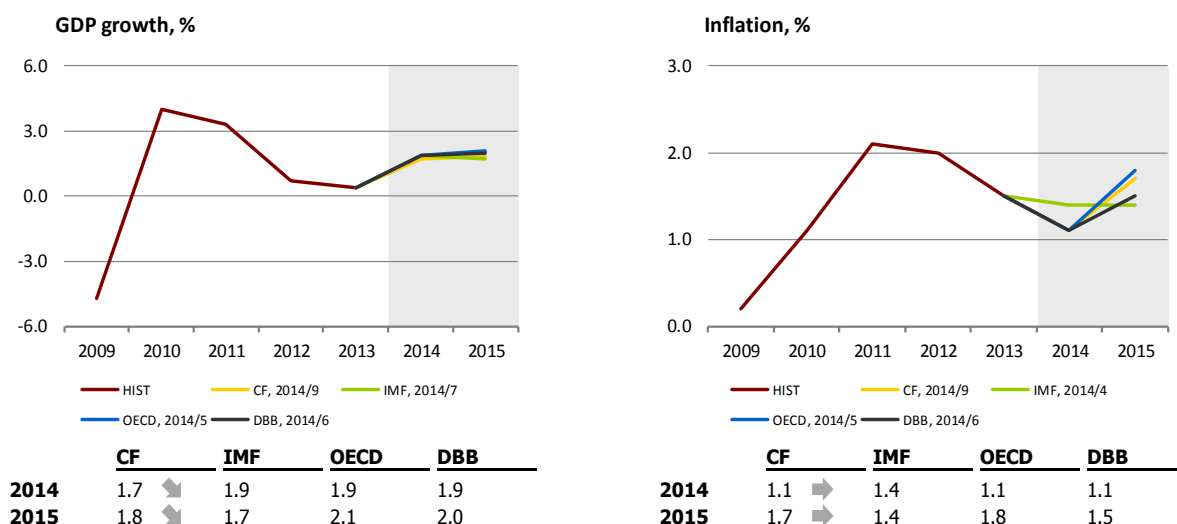 GDP growth, %
6.0
3.0
0.0
-3.0
-6.0
2009 2010 2011 2012 2013 2014 2015
HIST CF, 2014/9 IMF, 2014/7
OECD, 2014/5 DBB, 2014/6
CF IMF OECD DBB
2014 1.7 1.9 1.9 1.9
2015 1.8 1.7 2.1 2.0
Inflation, %
3.0
2.0
1.0
0.0
2009 2010 2011 2012 2013 2014 2015
HIST CF, 2014/9 IMF, 2014/4
OECD, 2014/5 DBB, 2014/6
CF IMF OECD DBB
2014 1.1 1.4 1.1 1.1
2015 1.7 1.4 1.8 1.5